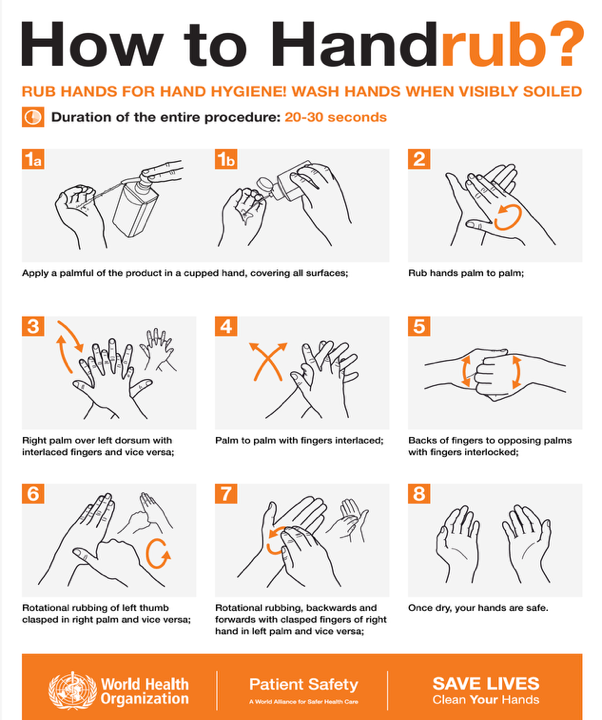 How to Handrub?
RUB HANDS FOR HAND HYGIENE! WASH HANDS WHEN VISIBLY SOILED
Duration of the entire procedure: 20-30 seconds
1a
1b
2
Apply a palmful of the product in a cupped hand, covering all surfaces;
Rub hands palm to palm;
3
4
5
Right palm over left dorsum with
interlaced fingers and vice versa;
Palm to palm with fingers interlaced;
Backs of fingers to opposing palms
with fingers interlocked;
6
7
8
Rotational rubbing of left thumb
clasped in right palm and vice versa;
Rotational rubbing, backwards and
forwards with clasped fingers of right
hand in left palm and vice versa;
Once dry, your hands are safe.
World Health
Organization
Patient Safety
A World Alliance for Safer Health Care
SAVE LIVES
Clean Your Hands